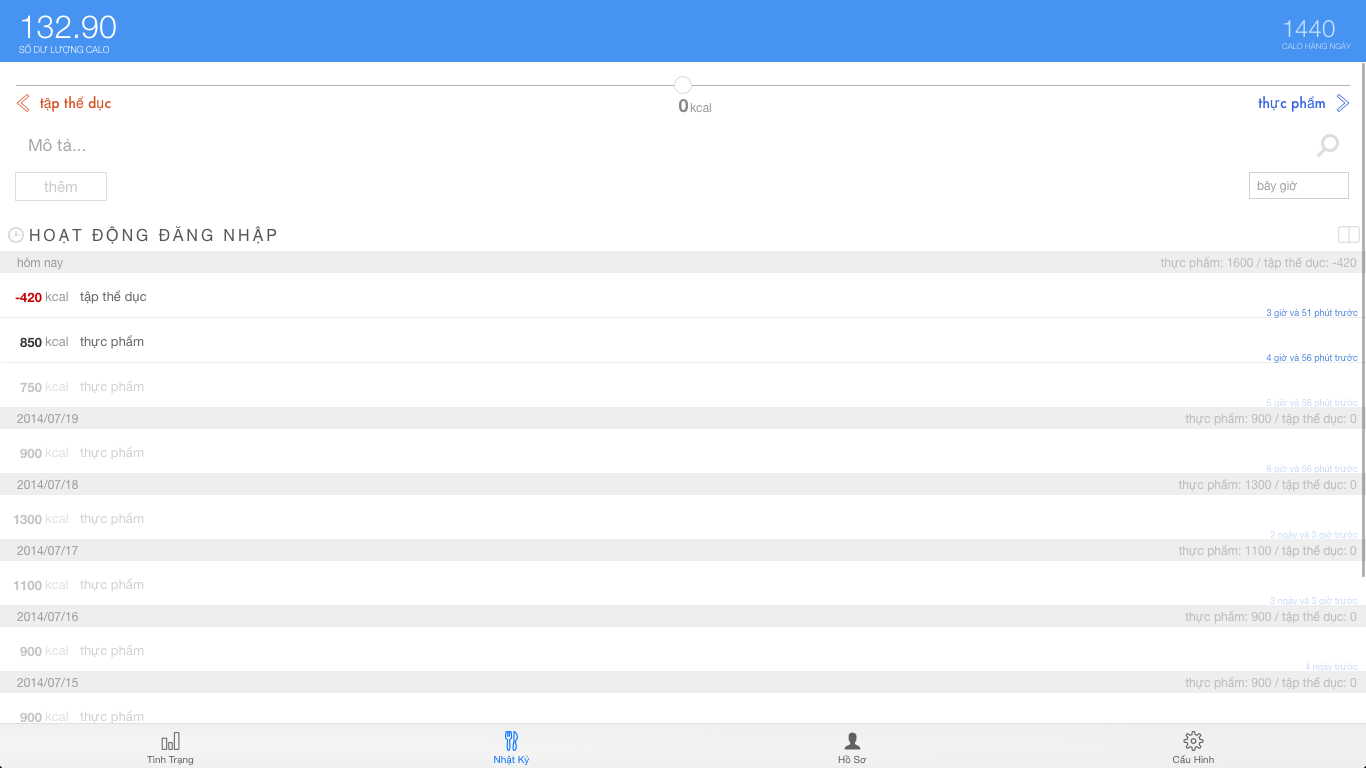 132.90
SỐ DƯ LƯỢNG CALO
1440
CALO HÀNG NGÀY
tập thể dục
0 kcal
thực phẩm
Mô tả...
thêm
bây giờ
HOẠT ĐỘNG ĐĂNG NHẬP
hôm nay thực phẩm: 1600 / tập thể dục: -420
-420 kcal tập thể dục
3 giờ và 51 phút trước
850 kcal thực phẩm
4 giờ và 56 phút trước
750 kcal thực phẩm
5 giờ và 56 phút trước
2014/07/19 thực phẩm: 900 / tập thể dục: 0
900 kcal thực phẩm
6 giờ và 56 phút trước
2014/07/18 thực phẩm: 1300 / tập thể dục: 0
1300 kcal thực phẩm
2 ngày và 3 giờ trước
2014/07/17 thực phẩm: 1100 / tập thể dục: 0
1100 kcal thực phẩm
3 ngày và 3 giờ trước
2014/07/16 thực phẩm: 900 / tập thể dục: 0
900 kcal thực phẩm
4 ngày trước
2014/07/15 thực phẩm: 900 / tập thể dục: 0
900 kcal thực phẩm
Tình Trạng
Nhật Ký
Hồ Sơ
Cấu Hình